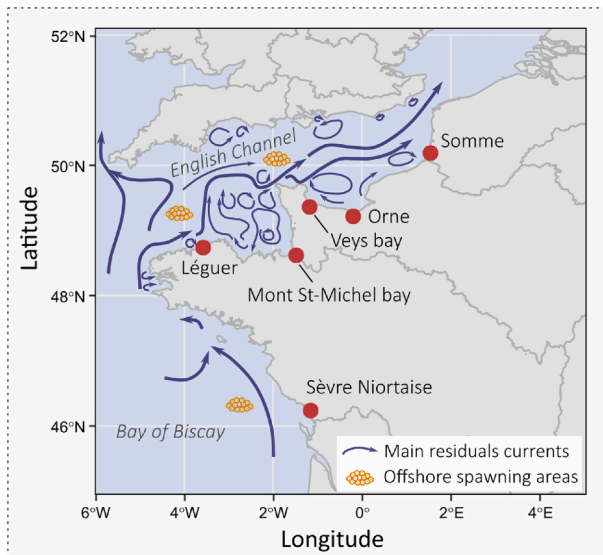 52°N
50°N
48°N
46°N
Latitude
English Channel
Somme
Orne
Veys bay
Léguer
Mont St-Michel bay
Sèvre Niortaise
Bay of Biscay
Main residuals currents
Offshore spawning areas
6°W 4°W 2°W 0° 2°E 4°E
Longitude